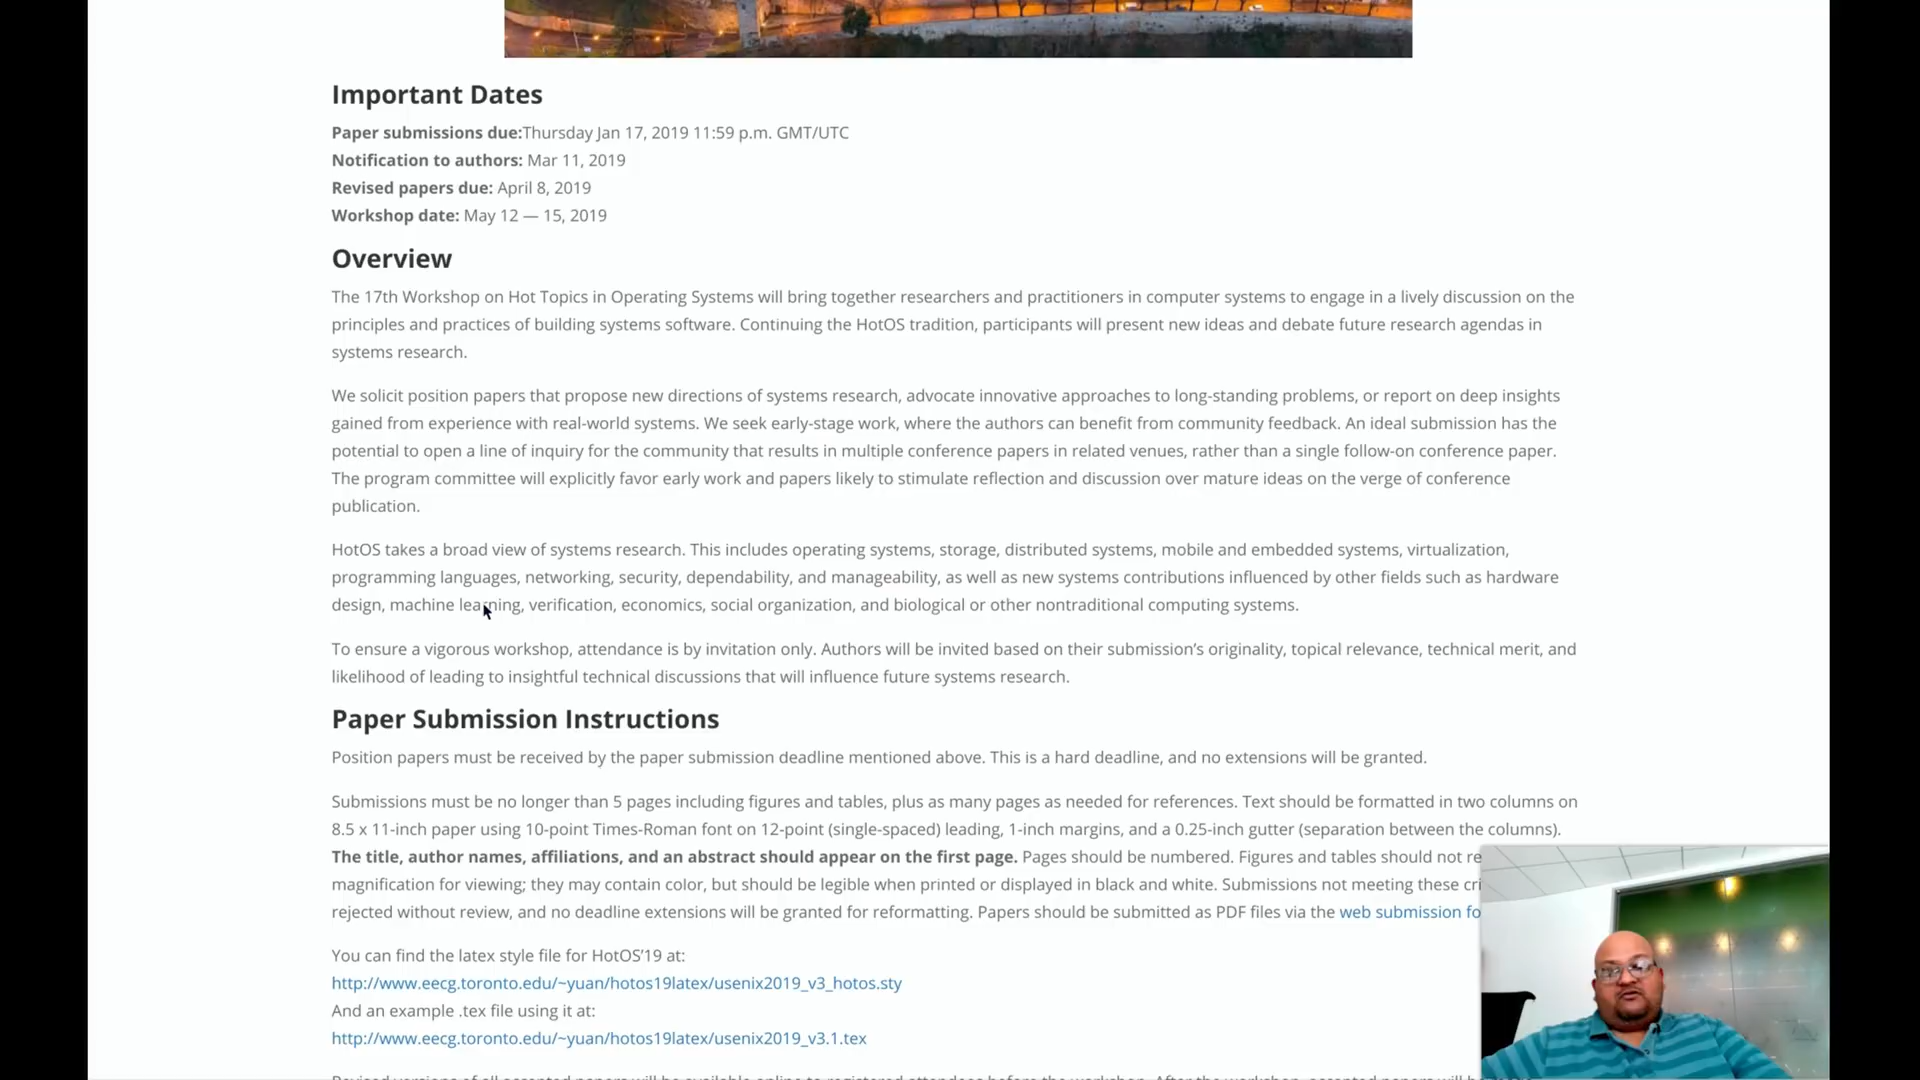 Important Dates
Paper submissions due:Thursday Jan 17, 2019 11:59 p.m. GMT/UTC
Notification to authors: Mar 11, 2019
Revised papers due: April 8, 2019
Workshop date: May 12 — 15, 2019
Overview
The 17th Workshop on Hot Topics in Operating Systems will bring together researchers and practitioners in computer systems to engage in a lively discussion on the
principles and practices of building systems software. Continuing the HotOS tradition, participants will present new ideas and debate future research agendas in
systems research.
We solicit position papers that propose new directions of systems research, advocate innovative approaches to long-standing problems, or report on deep insights
gained from experience with real-world systems. We seek early-stage work, where the authors can benefit from community feedback. An ideal submission has the
potential to open a line of inquiry for the community that results in multiple conference papers in related venues, rather than a single follow-on conference paper.
The program committee will explicitly favor early work and papers likely to stimulate reflection and discussion over mature ideas on the verge of conference
publication.
HotOS takes a broad view of systems research. This includes operating systems, storage, distributed systems, mobile and embedded systems, virtualization,
programming languages, networking, security, dependability, and manageability, as well as new systems contributions influenced by other fields such as hardware
design, machine learning, verification, economics, social organization, and biological or other nontraditional computing systems.
To ensure a vigorous workshop, attendance is by invitation only. Authors will be invited based on their submission's originality, topical relevance, technical merit, and
likelihood of leading to insightful technical discussions that will influence future systems research.
Paper Submission Instructions
Position papers must be received by the paper submission deadline mentioned above. This is a hard deadline, and no extensions will be granted.
Submissions must be no longer than 5 pages including figures and tables, plus as many pages as needed for references. Text should be formatted in two columns on
8.5 x 11-inch paper using 10-point Times-Roman font on 12-point (single-spaced) leading, 1-inch margins, and a 0.25-inch gutter (separation between the columns).
The title, author names, affiliations, and an abstract should appear on the first page. Pages should be numbered. Figures and tables should not re
magnification for viewing; they may contain color, but should be legible when printed or displayed in black and white. Submissions not meeting these cri
rejected without review, and no deadline extensions will be granted for reformatting. Papers should be submitted as PDF files via the web submission fo
You can find the latex style file for HotOS'19 at:
http://www.eecg.toronto.edu/~yuan/hotos19latex/usenix2019_v3_hotos.sty
And an example .tex file using it at:
http://www.eecg.toronto.edu/~yuan/hotos19latex/usenix2019_v3.1.tex